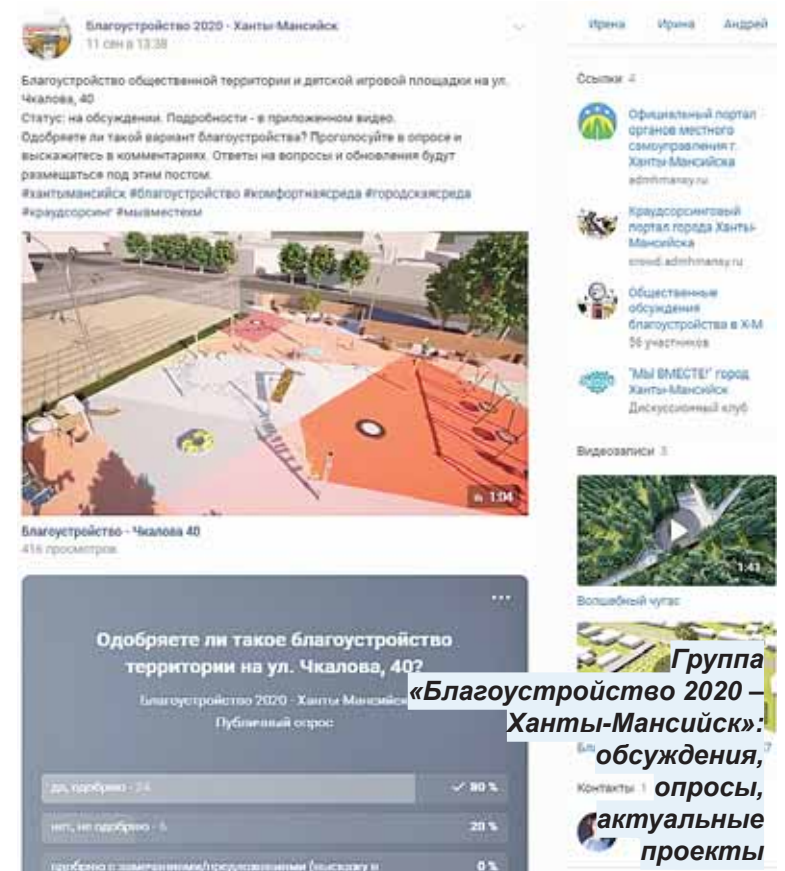 Благоустройство 2020 - Ханты-Мансийск
11 сен в 13:38
Благоустройство общественной территории и детской игровой площадки на ул.
Чкалова, 40
Статус: на обсуждении. Подробности - в приложенном видео.
Одобряете ли такой вариант благоустройства? Проголосуйте в опросе и
выскажитесь в комментариях. Ответы на вопросы и обновления будут
размещаться под этим постом.
#хантымансийск #благоустройство #комфортнаясреда #городскаясреда
#краудсорсинг #мывместехм
1:04
Благоустройство - Чкалова 40
416 просмотров
Одобряете ли такое благоустройство
территории на ул. Чкалова, 40?
Благоустройство 2020 - Ханты-Мансийск
Публичный опрос
да, одобряю · 24
80 %
нет, не одобряю · 6
20 %
одобряю с замечаниями/предложениями (выскажу в
0 %
Ирена Ирина Андрей
Ссылки 4
Официальный портал
органов местного
самоуправления г.
Ханты-Мансийска
admhmansy.ru
Краудсорсинговый
портал города Ханты-
Мансийска
crowd.admhmansy.ru
Общественные
обсуждения
благоустройства в Х-М
56 участников
"МЫ ВМЕСТЕ!" город
Ханты-Мансийск
Дискуссионный клуб
Видеозаписи 3
1:43
Волшебный чугас
Контакты 1
Группа
«Благоустройство 2020 –
Ханты-Мансийск»:
обсуждения,
опросы,
актуальные
проекты